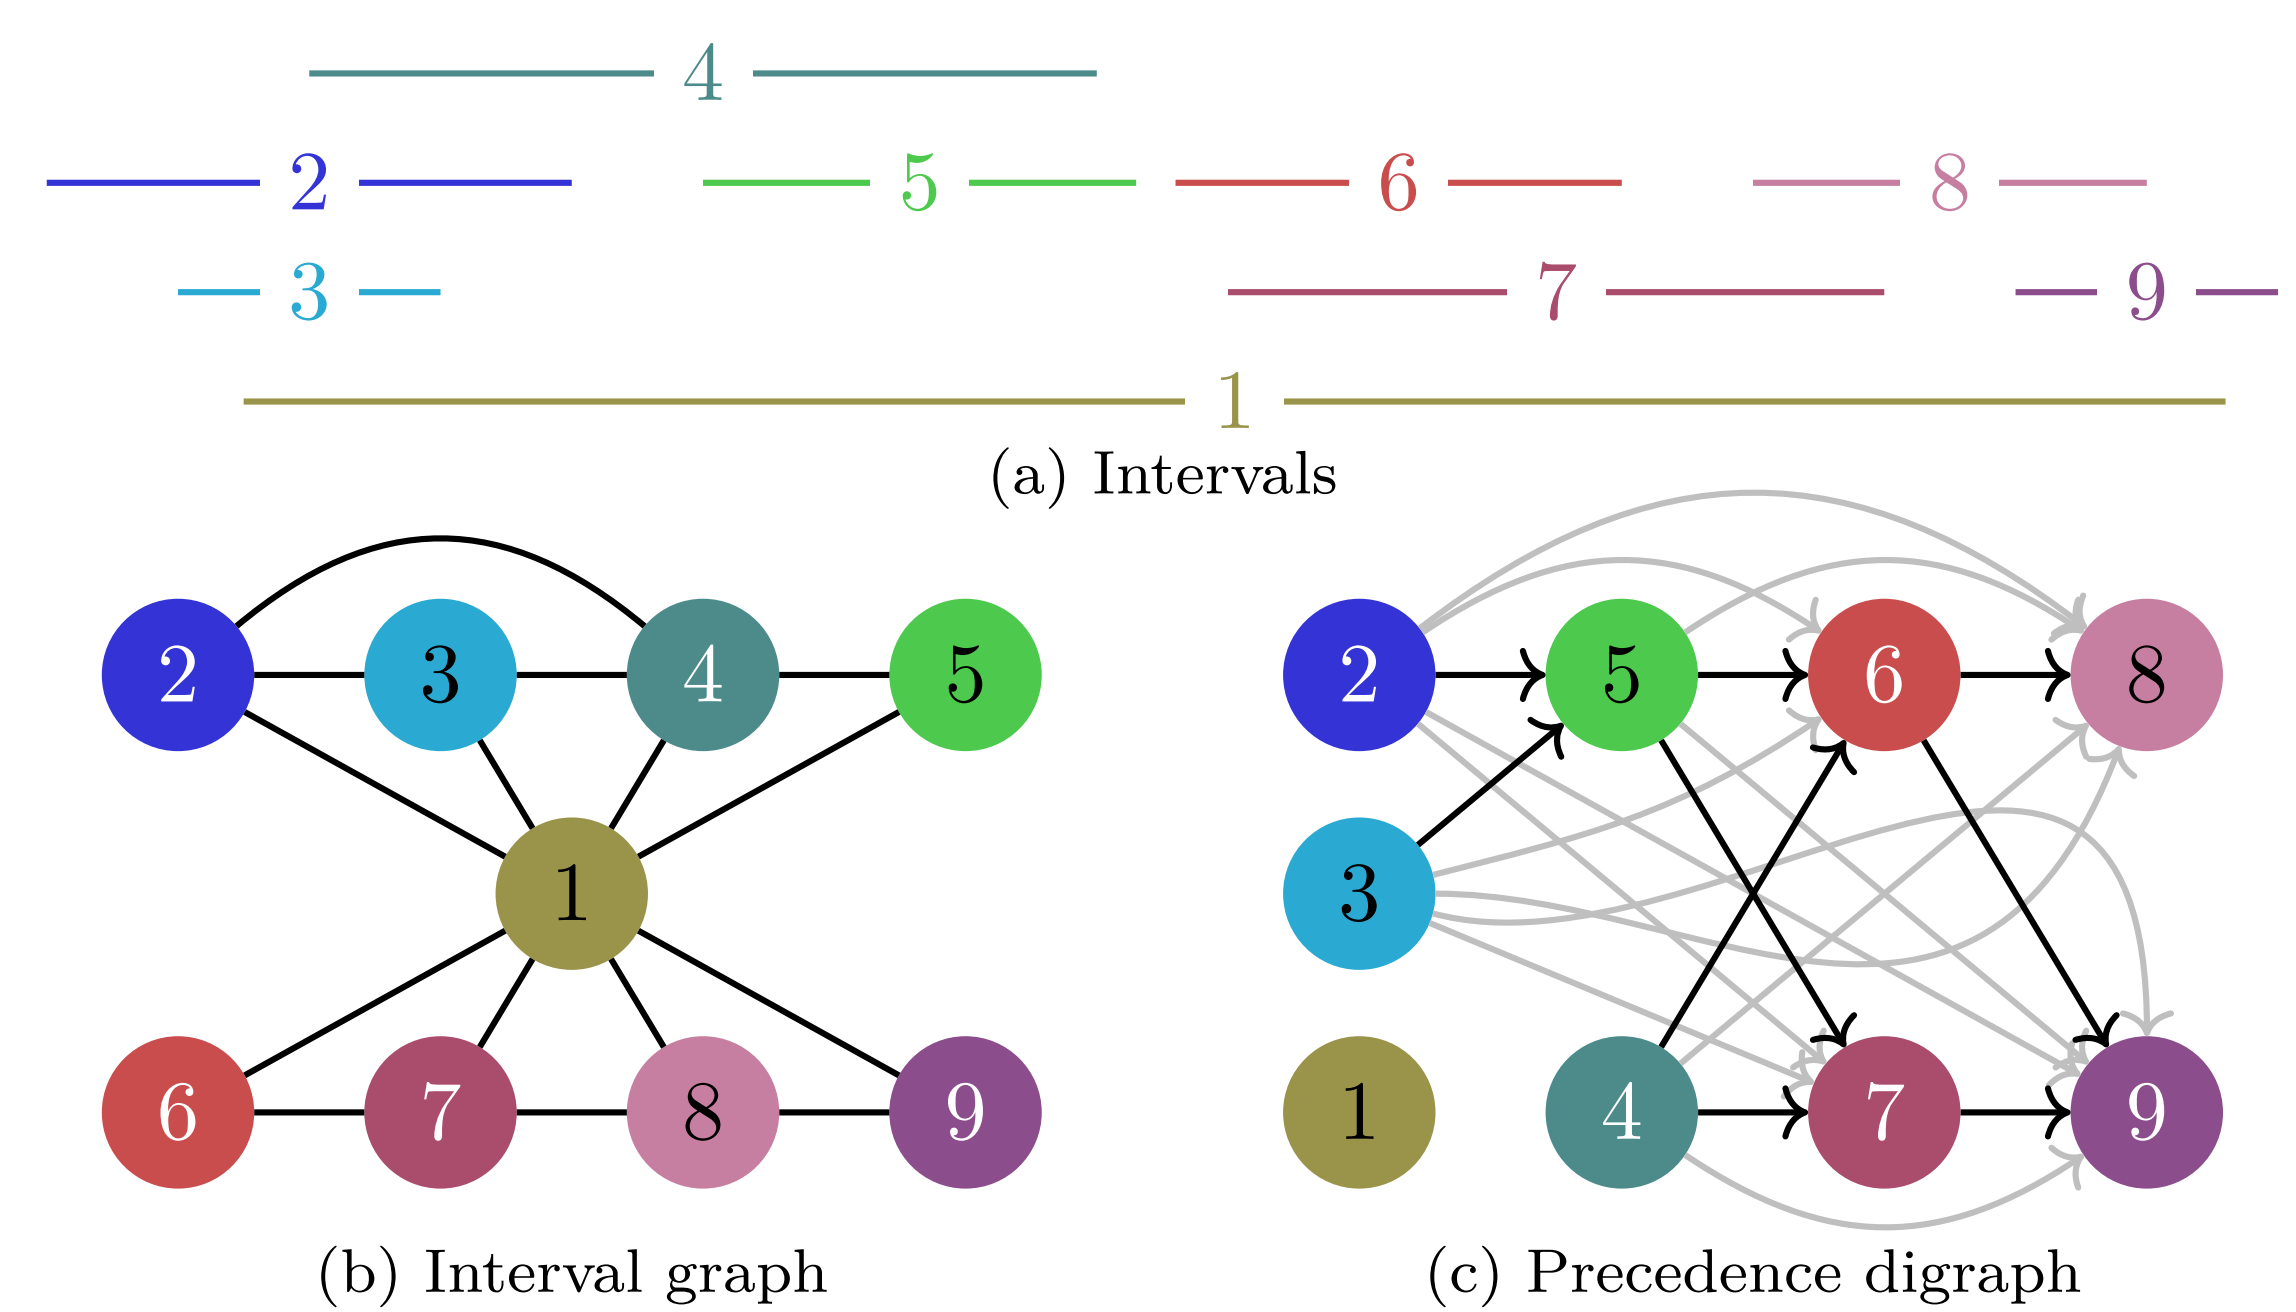 4
2 5 6 8
3 7 9
1
(a) Intervals
2 3 4 5
1
6 7 8 9
(b) Interval graph
2 5 6 8
3
1 4 7 9
(c) Precedence digraph